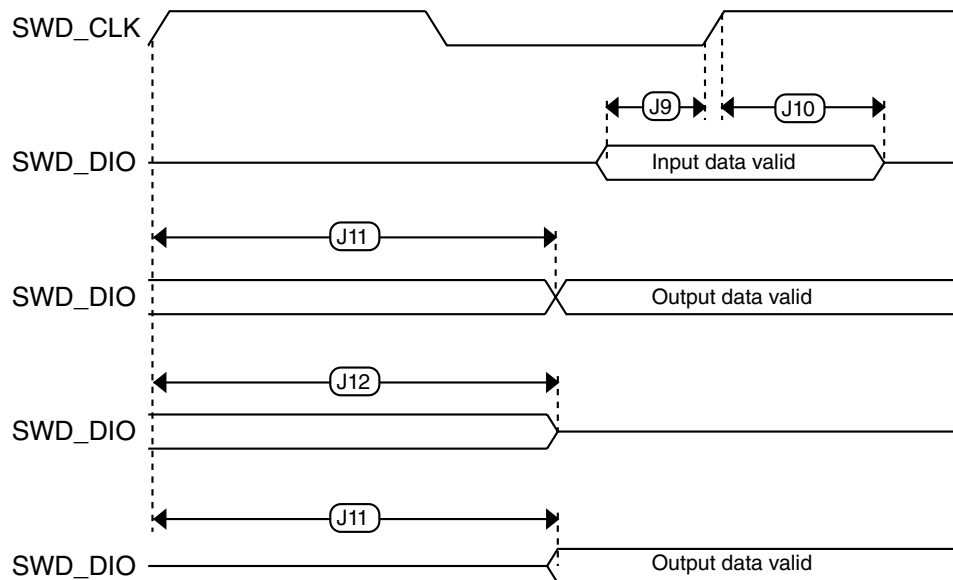 SWD_CLK
J9
J10
SWD_DIO
Input data valid
J11
SWD_DIO
Output data valid
J12
SWD_DIO
J11
SWD_DIO
Output data valid